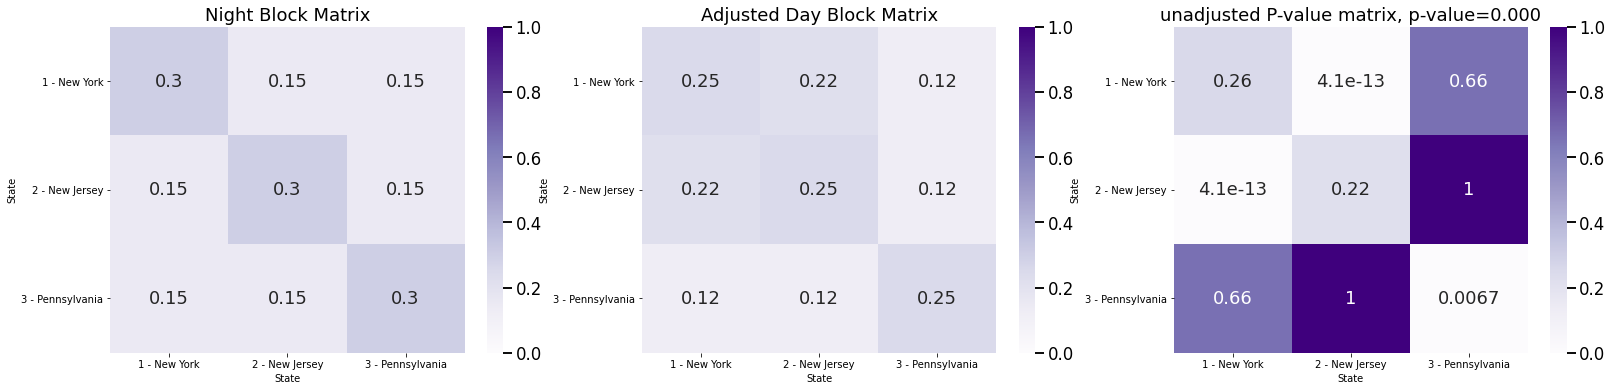 Night Block Matrix
1 - New York
2 - New Jersey
3 - Pennsylvania
State
0.3 0.15 0.15
0.15 0.3 0.15
0.15 0.15 0.3
1 - New York 2 - New Jersey 3 - Pennsylvania
State
1.0
0.8
0.6
0.4
0.2
0.0
Adjusted Day Block Matrix
1 - New York
2 - New Jersey
3 - Pennsylvania
State
0.25 0.22 0.12
0.22 0.25 0.12
0.12 0.12 0.25
1 - New York 2 - New Jersey 3 - Pennsylvania
State
1.0
0.8
0.6
0.4
0.2
0.0
unadjusted P-value matrix, p-value=0.000
1 - New York
2 - New Jersey
3 - Pennsylvania
State
0.26 4.1e-13 0.66
4.1e-13 0.22 1
0.66 1 0.0067
1 - New York 2 - New Jersey 3 - Pennsylvania
State
1.0
0.8
0.6
0.4
0.2
0.0